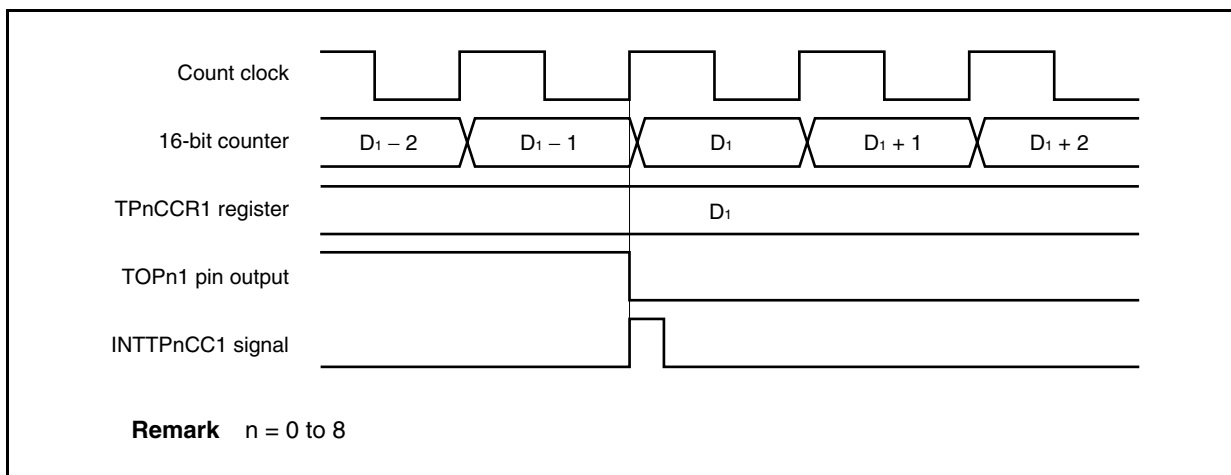 Count clock
16-bit counter
D1 – 2 D1 – 1 D1 D1 + 1 D1 + 2
TPnCCR1 register
D1
TOPn1 pin output
INTTPnCC1 signal
Remark n = 0 to 8